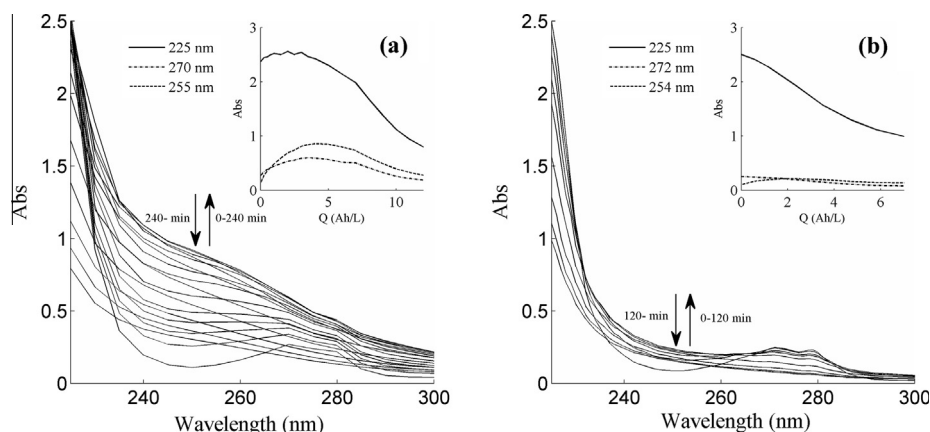 (a)
225 nm
270 nm
255 nm
Abs
3
2
1
0
0 5 10
Q (Ah/L)
240- min
0-240 min
Abs
2.5
2
1.5
1
0.5
0
240 260 280 300
Wavelength (nm)
(b)
225 nm
272 nm
254 nm
Abs
3
2
1
0
0 2 4 6
Q (Ah/L)
120- min
0-120 min
Abs
2.5
2
1.5
1
0.5
0
240 260 280 300
Wavelength (nm)